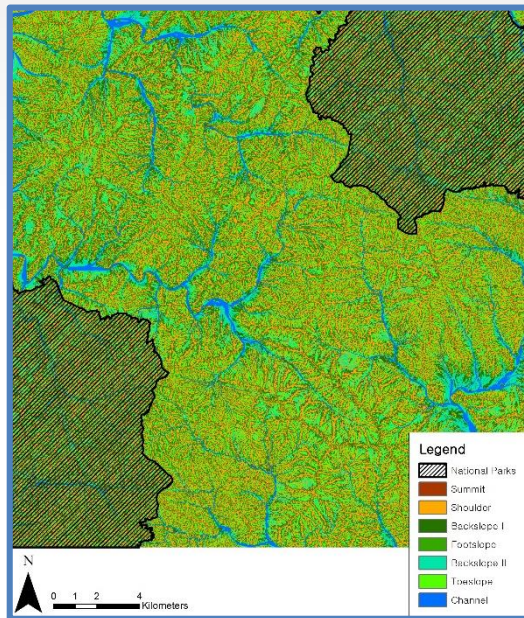 Legend
National Parks
Summit
Shoulder
Backslope I
Footslope
Backslope II
Toeslope
Channel
N
0 1 2 4
Kilometers